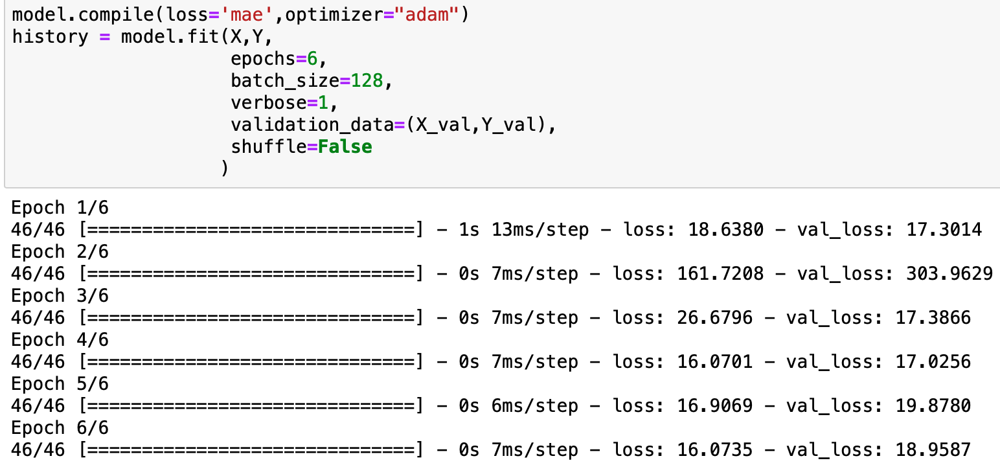 model.compile(loss='mae',optimizer="adam")
history = model.fit(X,Y,
                    epochs=6,
                    batch_size=128,
                    verbose=1,
                    validation_data=(X_val,Y_val),
                    shuffle=False
                   )
Epoch 1/6
46/46 [==============================] - 1s 13ms/step - loss: 18.6380 - val_loss: 17.3014
Epoch 2/6
46/46 [==============================] - 0s 7ms/step - loss: 161.7208 - val_loss: 303.9629
Epoch 3/6
46/46 [==============================] - 0s 7ms/step - loss: 26.6796 - val_loss: 17.3866
Epoch 4/6
46/46 [==============================] - 0s 7ms/step - loss: 16.0701 - val_loss: 17.0256
Epoch 5/6
46/46 [==============================] - 0s 6ms/step - loss: 16.9069 - val_loss: 19.8780
Epoch 6/6
46/46 [==============================] - 0s 7ms/step - loss: 16.0735 - val_loss: 18.9587